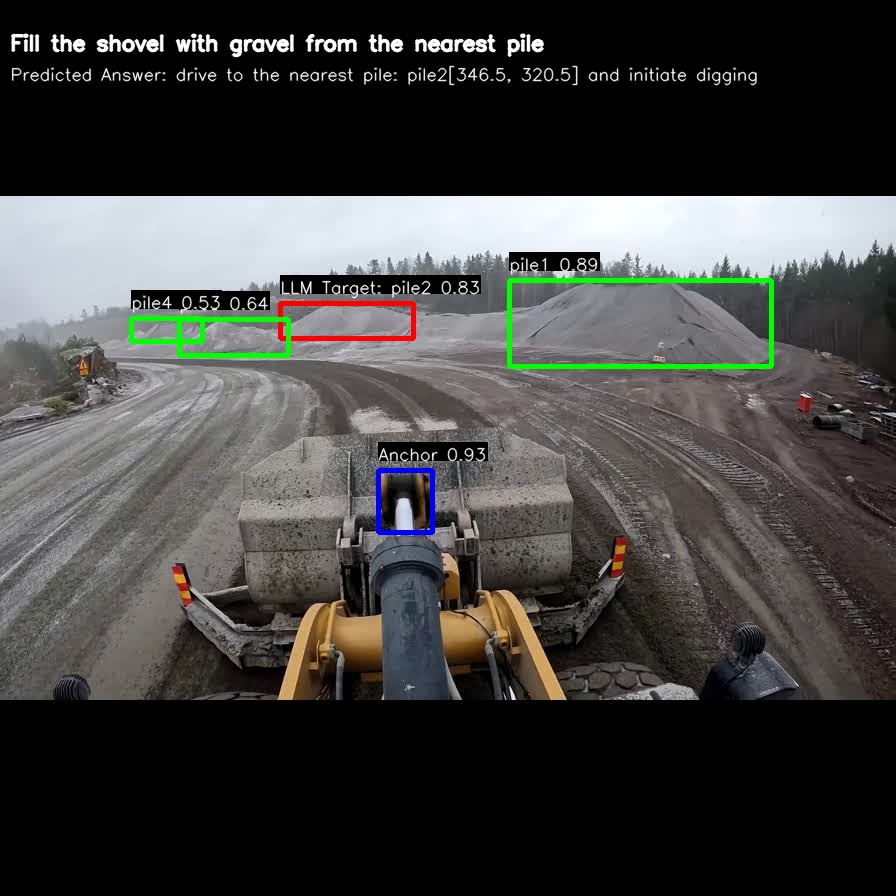 Fill the shovel with gravel from the nearest pile
Predicted Answer: drive to the nearest pile: pile2[346.5, 320.5] and initiate digging
pile1 0.89
LLM Target: pile2 0.83
pile4 0.53 0.64
Anchor 0.93